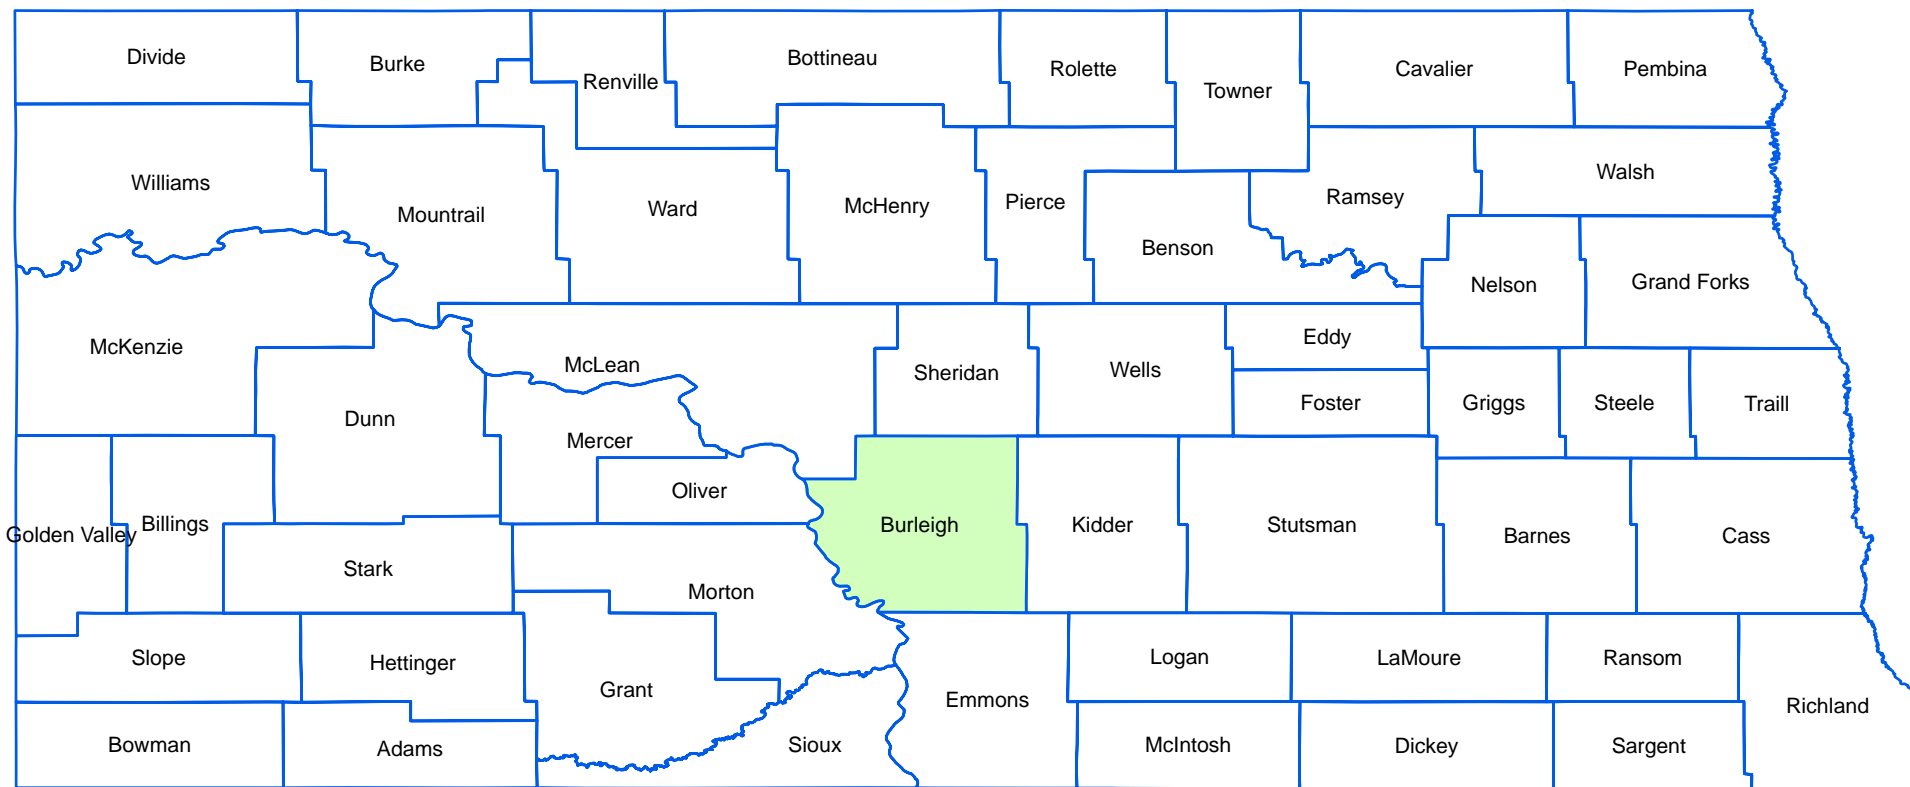 Divide
Burke
Renville
Bottineau
Rolette
Towner
Cavalier
Pembina
Williams
Mountrail
Ward
McHenry
Pierce
Benson
Ramsey
Walsh
Nelson
Grand Forks
McKenzie
Dunn
McLean
Mercer
Oliver
Sheridan
Wells
Eddy
Foster
Griggs
Steele
Traill
Golden Valley
Billings
Stark
Morton
Burleigh
Kidder
Stutsman
Barnes
Cass
Slope
Hettinger
Grant
Emmons
Logan
LaMoure
Ransom
Richland
Bowman
Adams
Sioux
McIntosh
Dickey
Sargent